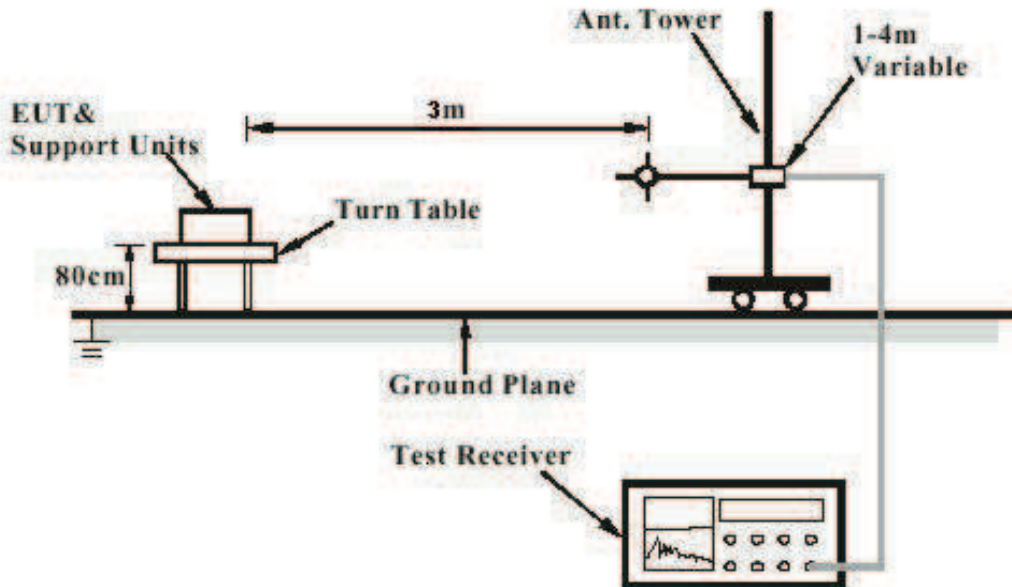 Ant. Tower
1-4m
Variable
EUT&
Support Units
3m
Turn Table
80cm
Ground Plane
Test Receiver